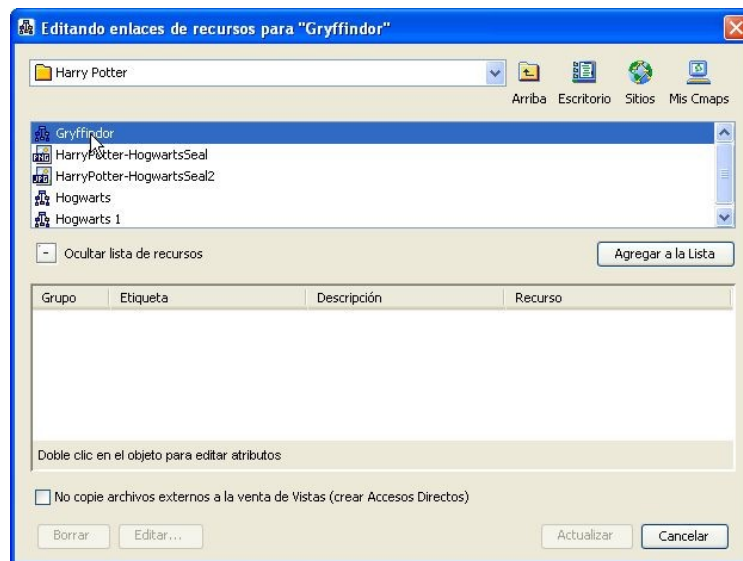 Editando enlaces de recursos para "Gryffindor"
Harry Potter
Arriba Escritorio Sitios Mis Cmaps
Gryffindor
PNG HarryPotter-HogwartsSeal
JPG HarryPotter-HogwartsSeal2
Hogwarts
Hogwarts 1
- Ocultar lista de recursos Agregar a la Lista
Grupo Etiqueta Descripción Recurso
Doble clic en el objeto para editar atributos
No copie archivos externos a la venta de Vistas (crear Accesos Directos)
Borrar Editar... Actualizar Cancelar